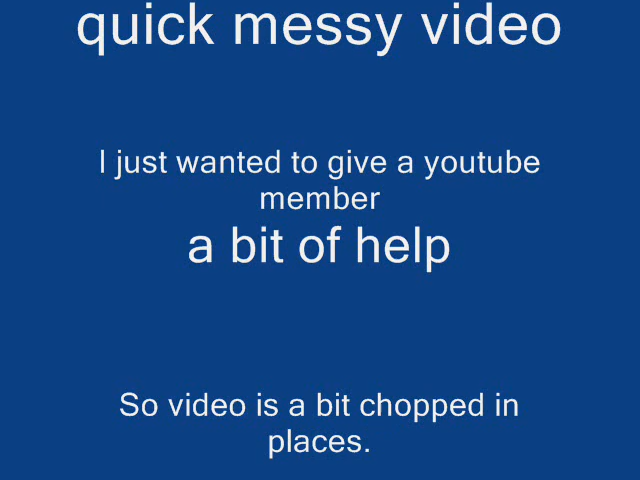 quick messy video
I just wanted to give a youtube
member
a bit of help
So video is a bit chopped in
places.